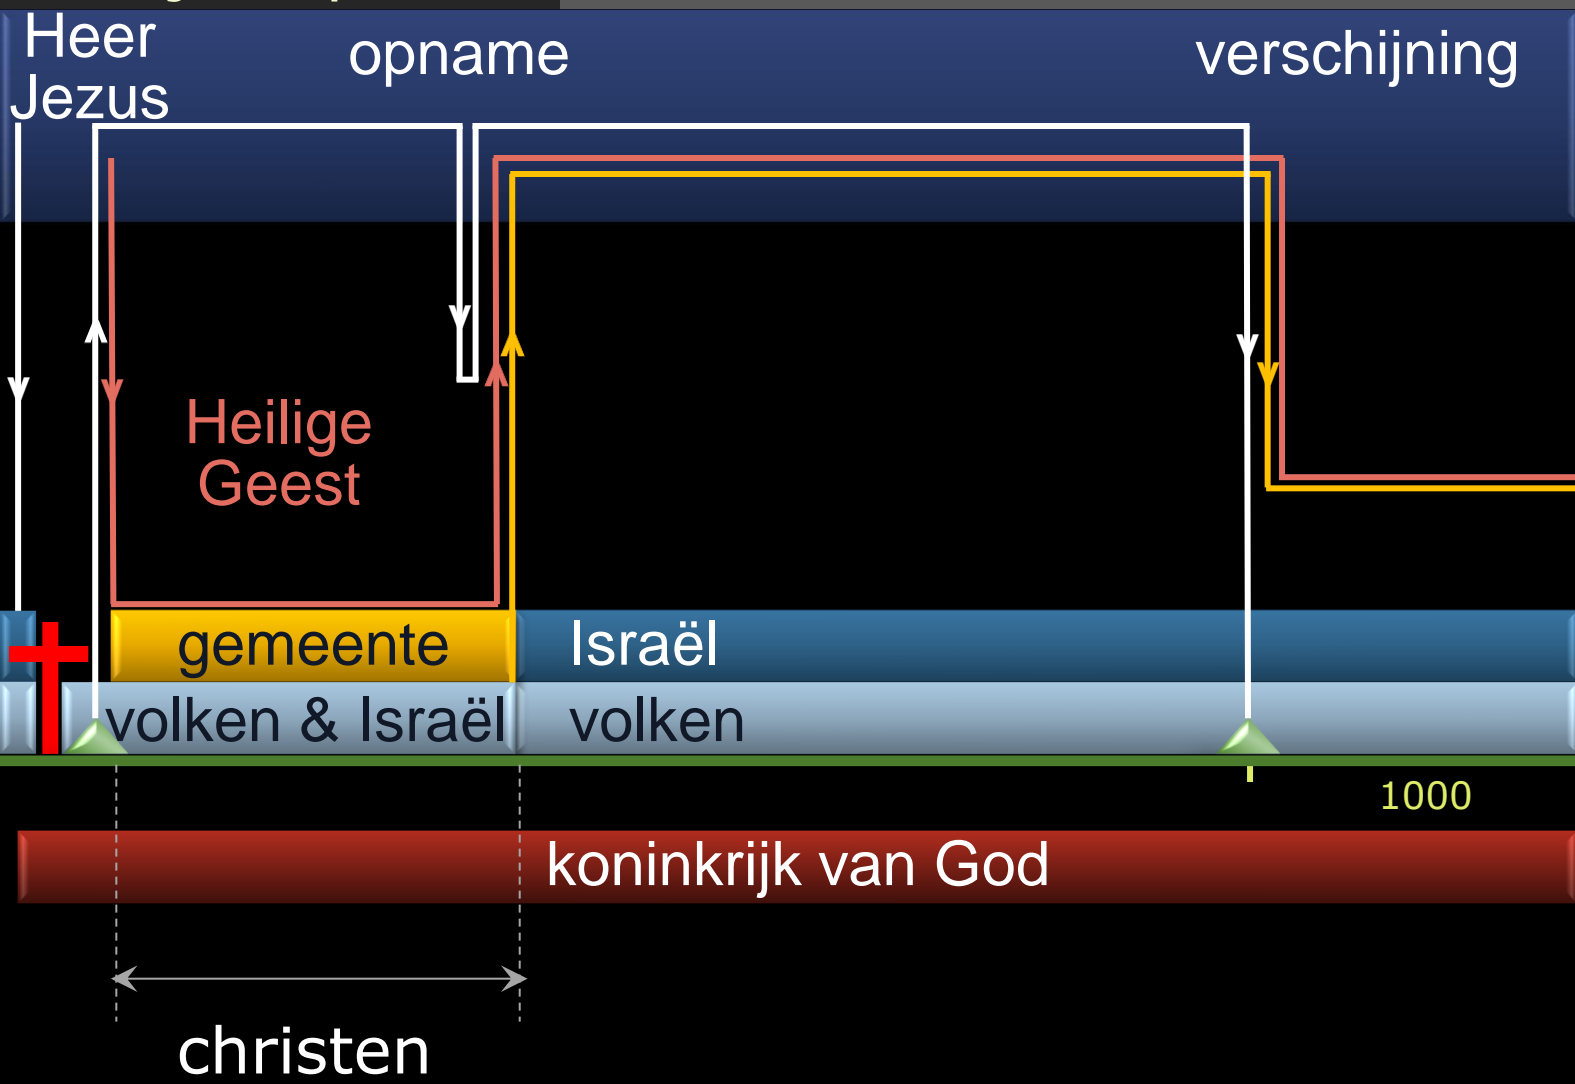 Heer
Jezus
opname
verschijning
Heilige
Geest
gemeente
Israël
volken & Israël
volken
1000
koninkrijk van God
christen